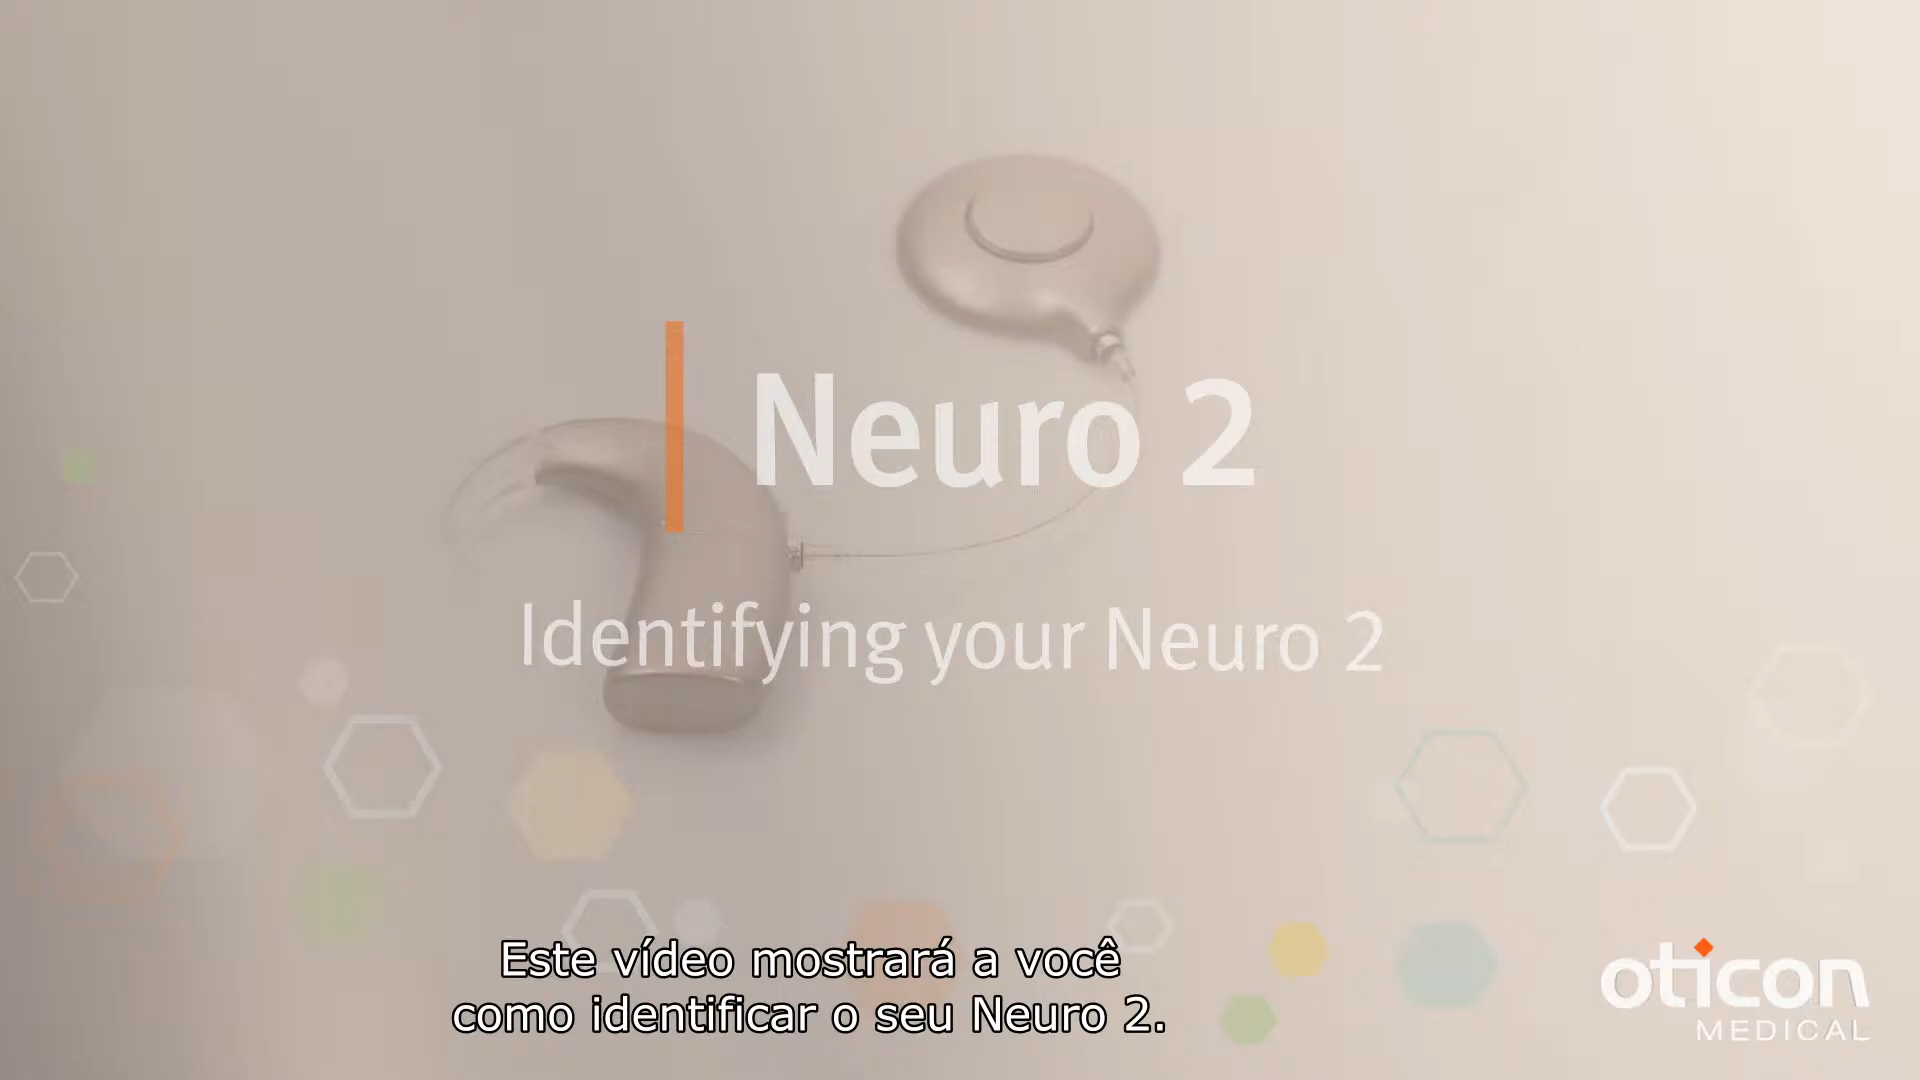 Neuro 2
Identifying your Neuro 2
Este vídeo mostrará a você
como identificar o seu Neuro 2.
oticon
MEDICAL